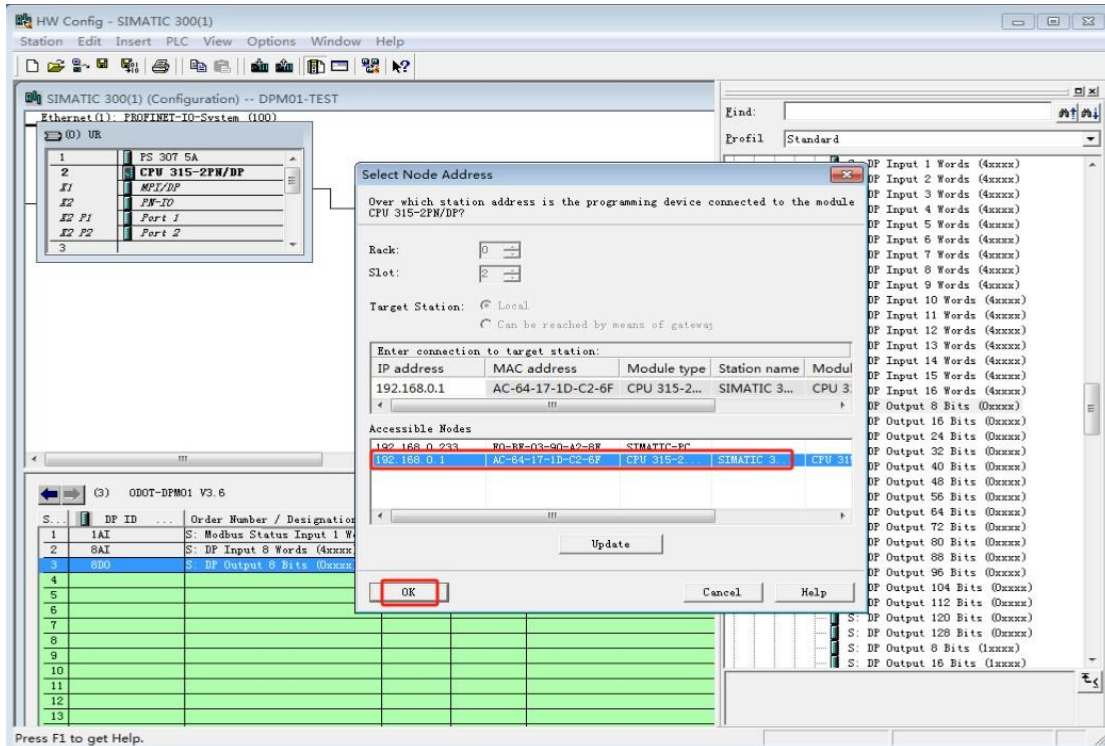 HW Config - SIMATIC 300(1)
Station Edit Insert PLC View Options Window Help
SIMATIC 300(1) (Configuration) -- DPM01-TEST
Ethernet(1): PROFINET-IO-System (100)
(0) UR
1 PS 307 5A
2 CPU 315-2PN/DP
X1 MPI/DP
X2 PN-IO
X2 P1 Port 1
X2 P2 Port 2
3
Select Node Address
Over which station address is the programming device connected to the module
CPU 315-2PN/DP?
Rack: 0
Slot: 2
Target Station: Local
Can be reached by means of gateway
Enter connection to target station:
IP address MAC address Module type Station name Modul
192.168.0.1 AC-64-17-1D-C2-6F CPU 315-2... SIMATIC 3... CPU 3
Accessible Nodes
192.168.0.233 SIMATIC-PC
192.168.0.1 AC-64-17-1D-C2-6F CPU 315-2... SIMATIC 3... CPU 31
Update
OK Cancel Help
(3) ODOT-DPM01 V3.6
S... DP ID ... Order Number / Designation
1 1AI S: Modbus Status Input 1 W
2 8AI S: DP Input 8 Words (4xxxx
3 8DO S: DP Output 8 Bits (0xxxx
4
5
6
7
8
9
10
11
12
13
Find:
Profil Standard
S: DP Input 1 Words (4xxxx)
DP Input 2 Words (4xxxx)
DP Input 3 Words (4xxxx)
DP Input 4 Words (4xxxx)
DP Input 5 Words (4xxxx)
DP Input 6 Words (4xxxx)
DP Input 7 Words (4xxxx)
DP Input 8 Words (4xxxx)
DP Input 9 Words (4xxxx)
DP Input 10 Words (4xxxx)
DP Input 11 Words (4xxxx)
DP Input 12 Words (4xxxx)
DP Input 13 Words (4xxxx)
DP Input 14 Words (4xxxx)
DP Input 15 Words (4xxxx)
DP Input 16 Words (4xxxx)
DP Output 8 Bits (0xxxx)
DP Output 16 Bits (0xxxx)
DP Output 24 Bits (0xxxx)
DP Output 32 Bits (0xxxx)
DP Output 40 Bits (0xxxx)
DP Output 48 Bits (0xxxx)
DP Output 56 Bits (0xxxx)
DP Output 64 Bits (0xxxx)
DP Output 72 Bits (0xxxx)
DP Output 80 Bits (0xxxx)
DP Output 88 Bits (0xxxx)
DP Output 96 Bits (0xxxx)
DP Output 104 Bits (0xxxx)
DP Output 112 Bits (0xxxx)
S: DP Output 120 Bits (0xxxx)
S: DP Output 128 Bits (0xxxx)
S: DP Output 8 Bits (1xxxx)
S: DP Output 16 Bits (1xxxx)
Press F1 to get Help.